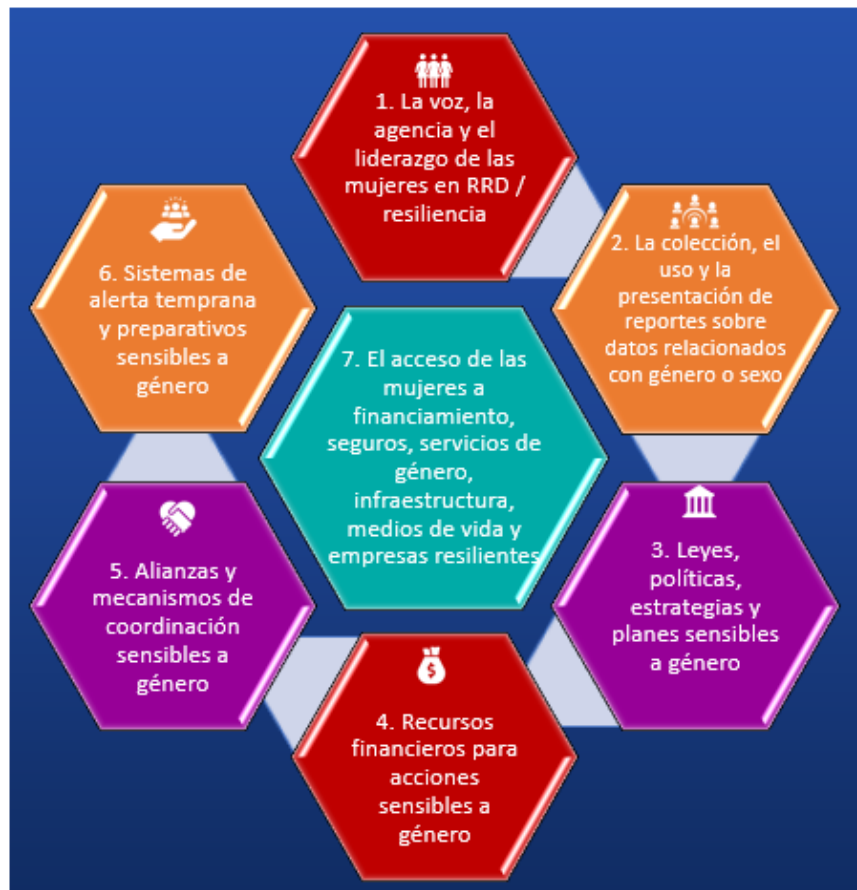 1. La voz, la
agencia y el
liderazgo de las
mujeres en RRD /
resiliencia
2. La colección, el
uso y la
presentación de
reportes sobre
datos relacionados
con género o sexo
3. Leyes,
políticas,
estrategias y
planes sensibles
a género
4. Recursos
financieros para
acciones
sensibles a
género
5. Alianzas y
mecanismos de
coordinación
sensibles a
género
6. Sistemas de
alerta temprana
y preparativos
sensibles a
género
7. El acceso de las
mujeres a
financiamiento,
seguros, servicios de
género,
infraestructura,
medios de vida y
empresas resilientes